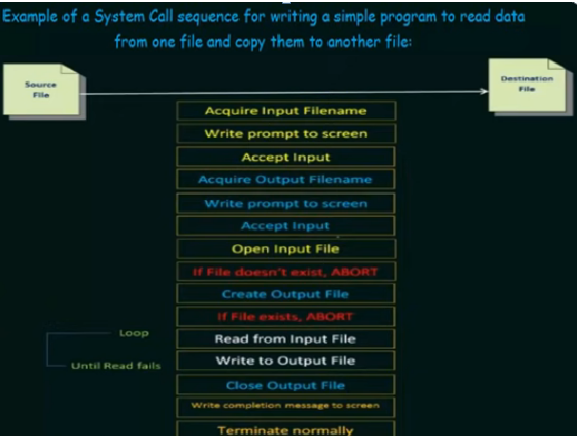 Example of a System Call sequence for writing a simple program to read data
from one file and copy them to another file:
Source
File
Destination
File
Acquire Input Filename
Write prompt to screen
Accept Input
Acquire Output Filename
Write prompt to screen
Accept Input
Open Input File
If File doesn't exist, ABORT
Create Output File
If File exists, ABORT
Loop
Read from Input File
Write to Output File
Until Read fails
Close Output File
Write completion message to screen
Terminate normally